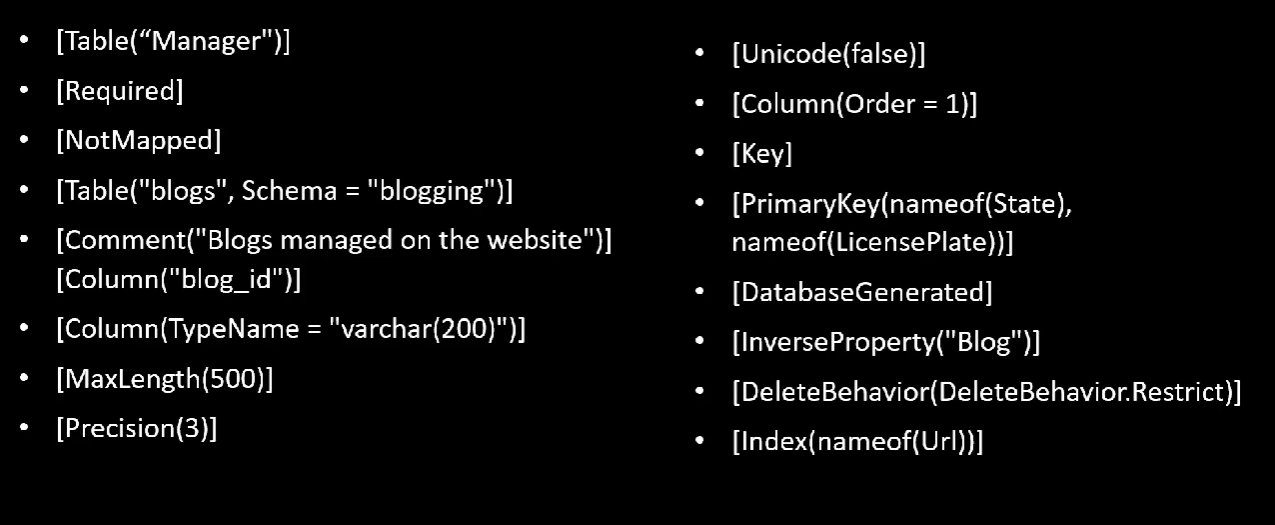 • [Table(“Manager")]
• [Required]
• [NotMapped]
• [Table("blogs", Schema = "blogging")]
• [Comment("Blogs managed on the website")]
[Column("blog_id")]
• [Column(TypeName = "varchar(200)")]
• [MaxLength(500)]
• [Precision(3)]
• [Unicode(false)]
• [Column(Order = 1)]
• [Key]
• [PrimaryKey(nameof(State),
nameof(LicensePlate))]
• [DatabaseGenerated]
• [InverseProperty("Blog")]
• [DeleteBehavior(DeleteBehavior.Restrict)]
• [Index(nameof(Url))]